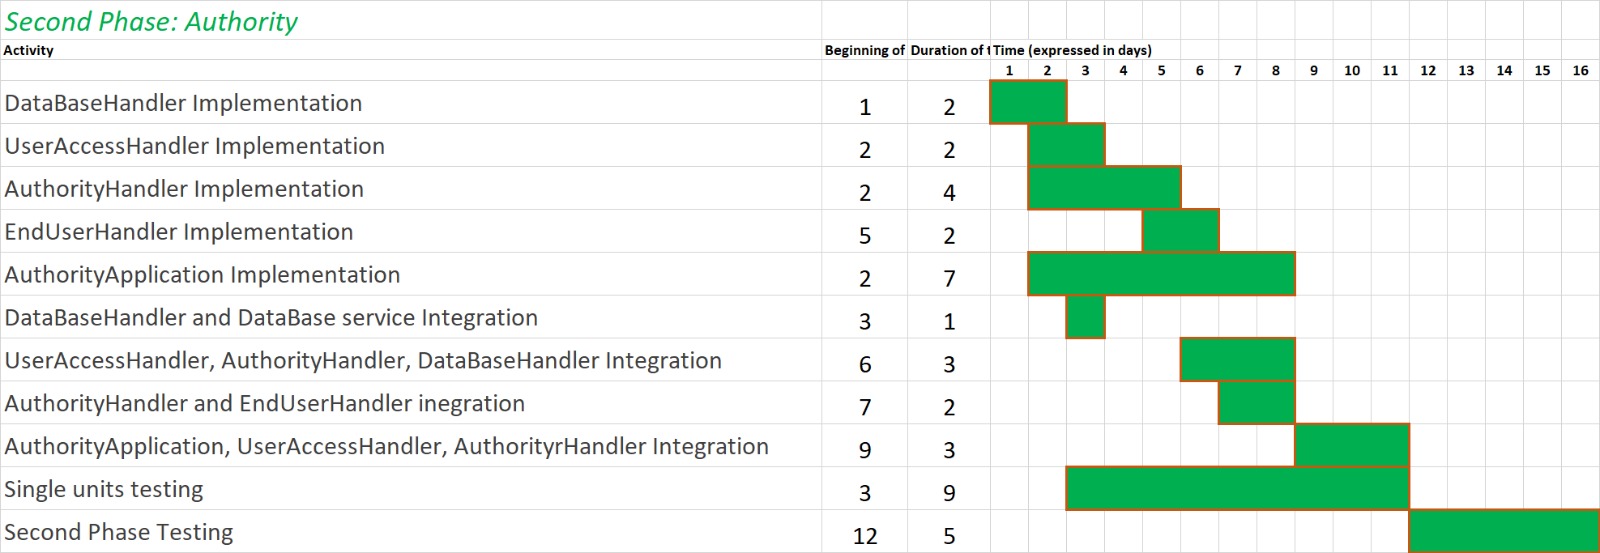 Second Phase: Authority
Activity Beginning of Duration of t Time (expressed in days)
1 2 3 4 5 6 7 8 9 10 11 12 13 14 15 16
DataBaseHandler Implementation 1 2
UserAccessHandler Implementation 2 2
AuthorityHandler Implementation 2 4
EndUserHandler Implementation 5 2
AuthorityApplication Implementation 2 7
DataBaseHandler and DataBase service Integration 3 1
UserAccessHandler, AuthorityHandler, DataBaseHandler Integration 6 3
AuthorityHandler and EndUserHandler inegration 7 2
AuthorityApplication, UserAccessHandler, AuthorityrHandler Integration 9 3
Single units testing 3 9
Second Phase Testing 12 5